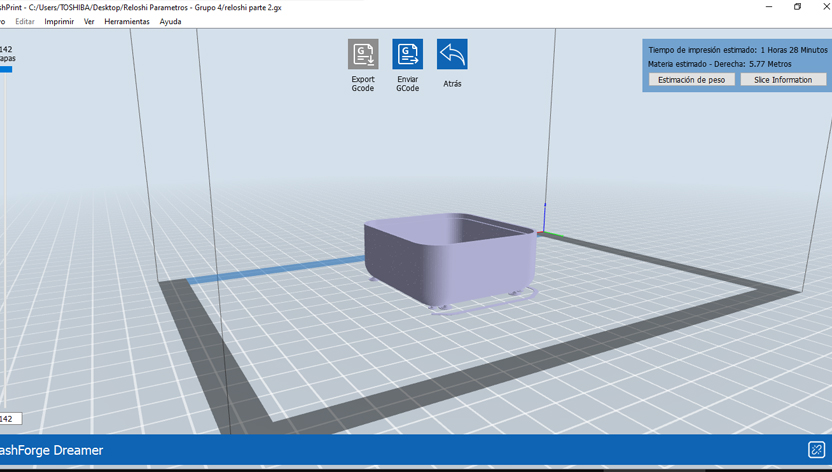 ashPrint - C:/Users/TOSHIBA/Desktop/Reloshi Parametros - Grupo 4/reloshi parte 2.gx
vo Editar Imprimir Ver Herramientas Ayuda
142
apas
Export
Gcode
Enviar
GCode
Atrás
Tiempo de impresión estimado: 1 Horas 28 Minutos
Materia estimado - Derecha: 5.77 Metros
Estimación de peso Slice Information
142
ashForge Dreamer